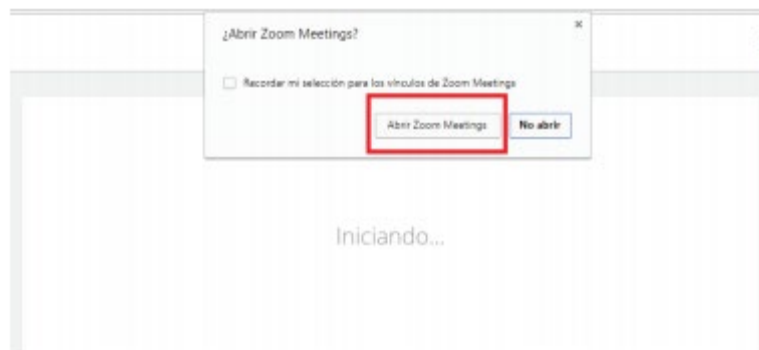 ¿Abrir Zoom Meetings?
Recordar mi selección para los vínculos de Zoom Meetings
Abrir Zoom Meetings No abrir
Iniciando...